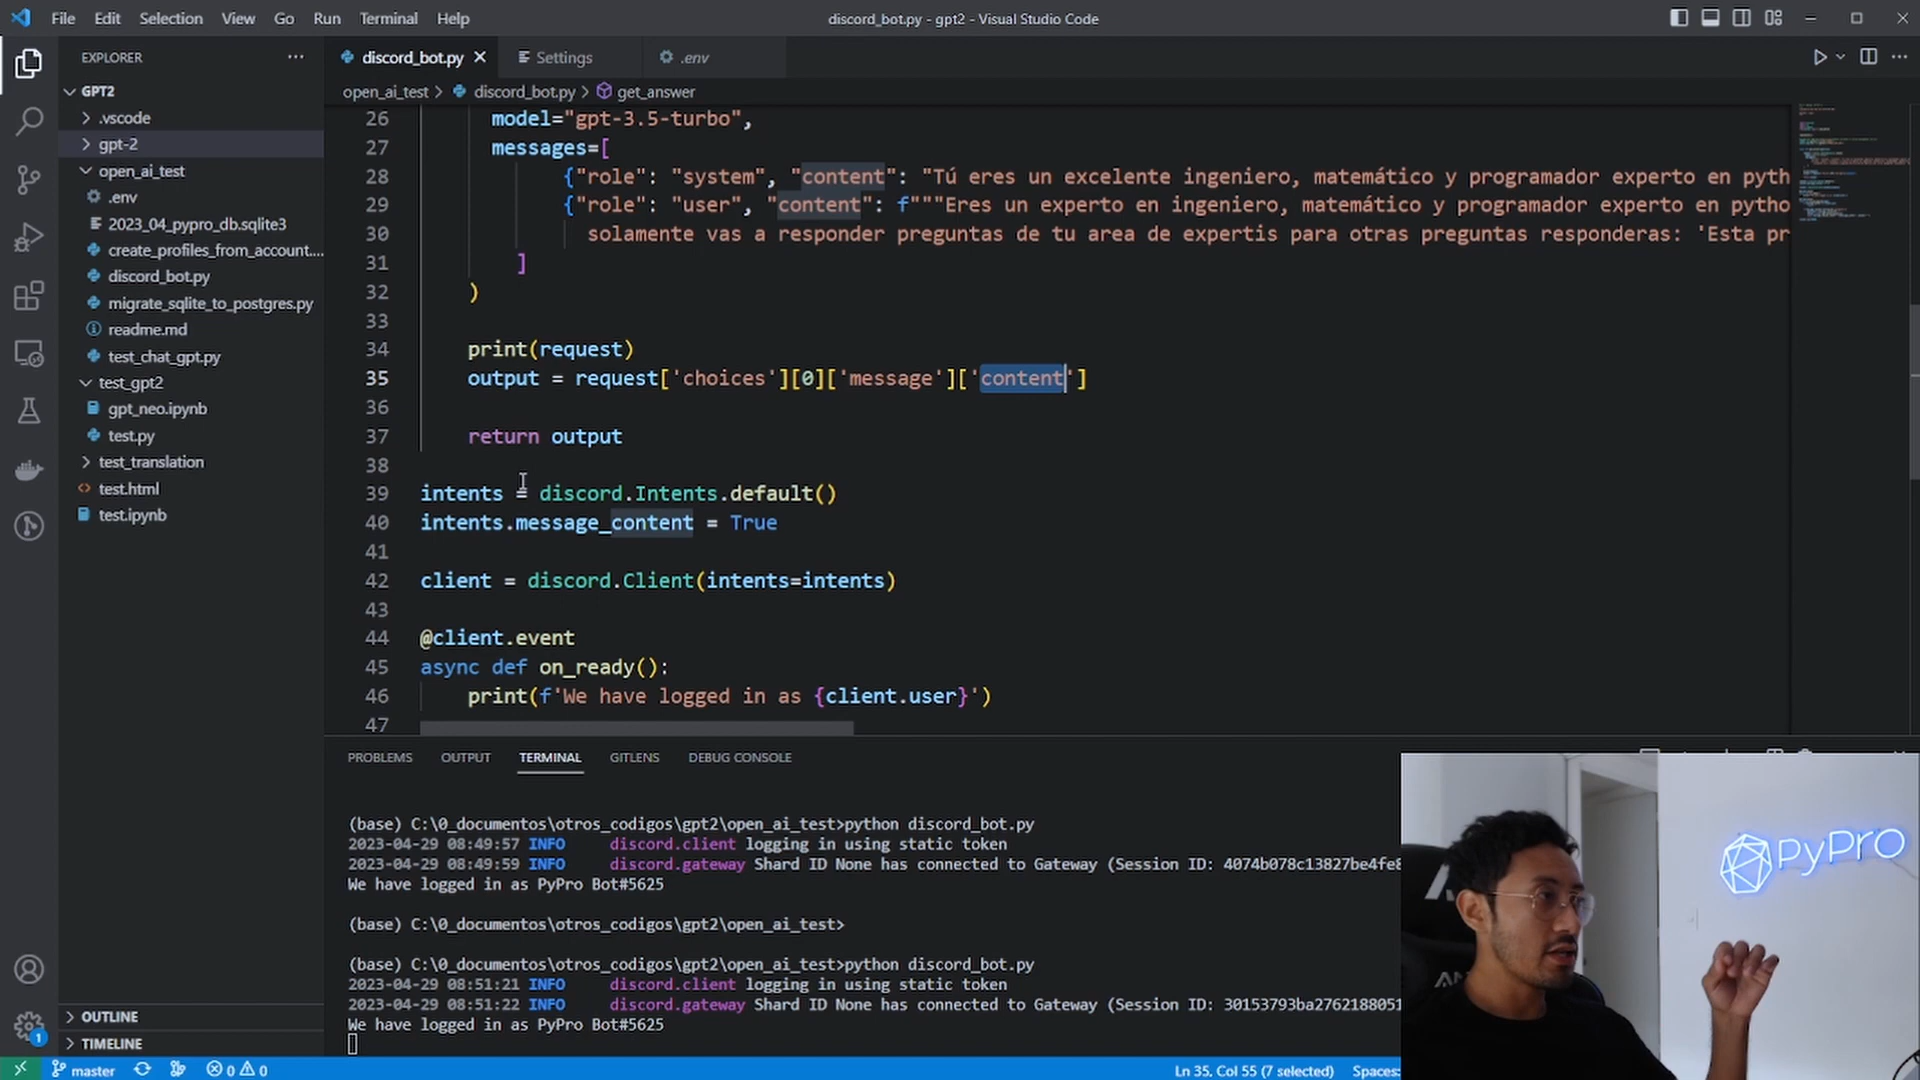 File Edit Selection View Go Run Terminal Help
discord_bot.py - gpt2 - Visual Studio Code
EXPLORER
GPT2
.vscode
gpt-2
open_ai_test
.env
2023_04_pypro_db.sqlite3
create_profiles_from_account....
discord_bot.py
migrate_sqlite_to_postgres.py
readme.md
test_chat_gpt.py
test_gpt2
gpt_neo.ipynb
test.py
test_translation
test.html
test.ipynb
OUTLINE
TIMELINE
discord_bot.py Settings .env
open_ai_test > discord_bot.py > get_answer
26 model="gpt-3.5-turbo",
27 messages=[
28 {"role": "system", "content": "Tú eres un excelente ingeniero, matemático y programador experto en pyth
29 {"role": "user", "content": f"""Eres un experto en ingeniero, matemático y programador experto en pytho
30 solamente vas a responder preguntas de tu area de expertis para otras preguntas responderas: 'Esta pr
31 ]
32 )
33
34 print(request)
35 output = request['choices'][0]['message']['content']
36
37 return output
38
39 intents = discord.Intents.default()
40 intents.message_content = True
41
42 client = discord.Client(intents=intents)
43
44 @client.event
45 async def on_ready():
46 print(f'We have logged in as {client.user}')
47
PROBLEMS OUTPUT TERMINAL GITLENS DEBUG CONSOLE
(base) C:\0_documentos\otros_codigos\gpt2\open_ai_test>python discord_bot.py
2023-04-29 08:49:57 INFO discord.client logging in using static token
2023-04-29 08:49:59 INFO discord.gateway Shard ID None has connected to Gateway (Session ID: 4074b078c13827be4fe8
We have logged in as PyPro Bot#5625
(base) C:\0_documentos\otros_codigos\gpt2\open_ai_test>
(base) C:\0_documentos\otros_codigos\gpt2\open_ai_test>python discord_bot.py
2023-04-29 08:51:21 INFO discord.client logging in using static token
2023-04-29 08:51:22 INFO discord.gateway Shard ID None has connected to Gateway (Session ID: 30153793ba2762188051
We have logged in as PyPro Bot#5625
PyPro
1
master 0 0
Ln 35, Col 55 (7 selected) Spaces: